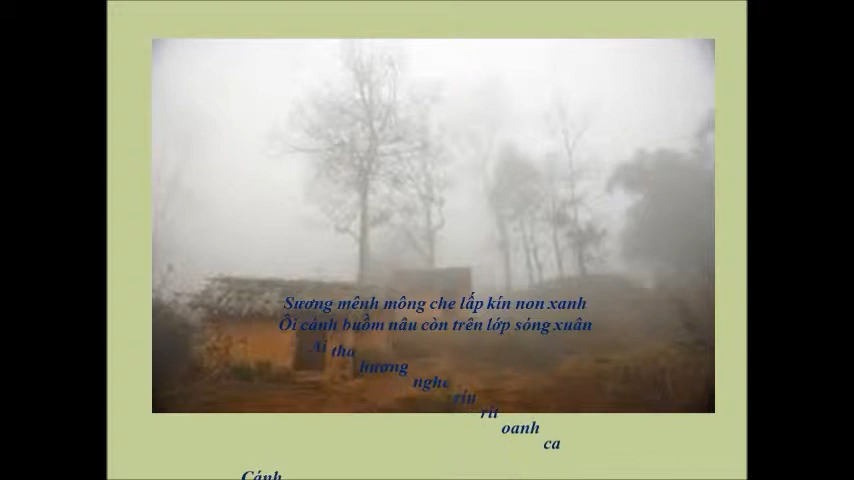 Sương mênh mông che lấp kín non xanh
Ôi cánh buồm nâu còn trên lớp sóng xuân
Ai tha hương nghe ríu rít oanh ca
Cánh